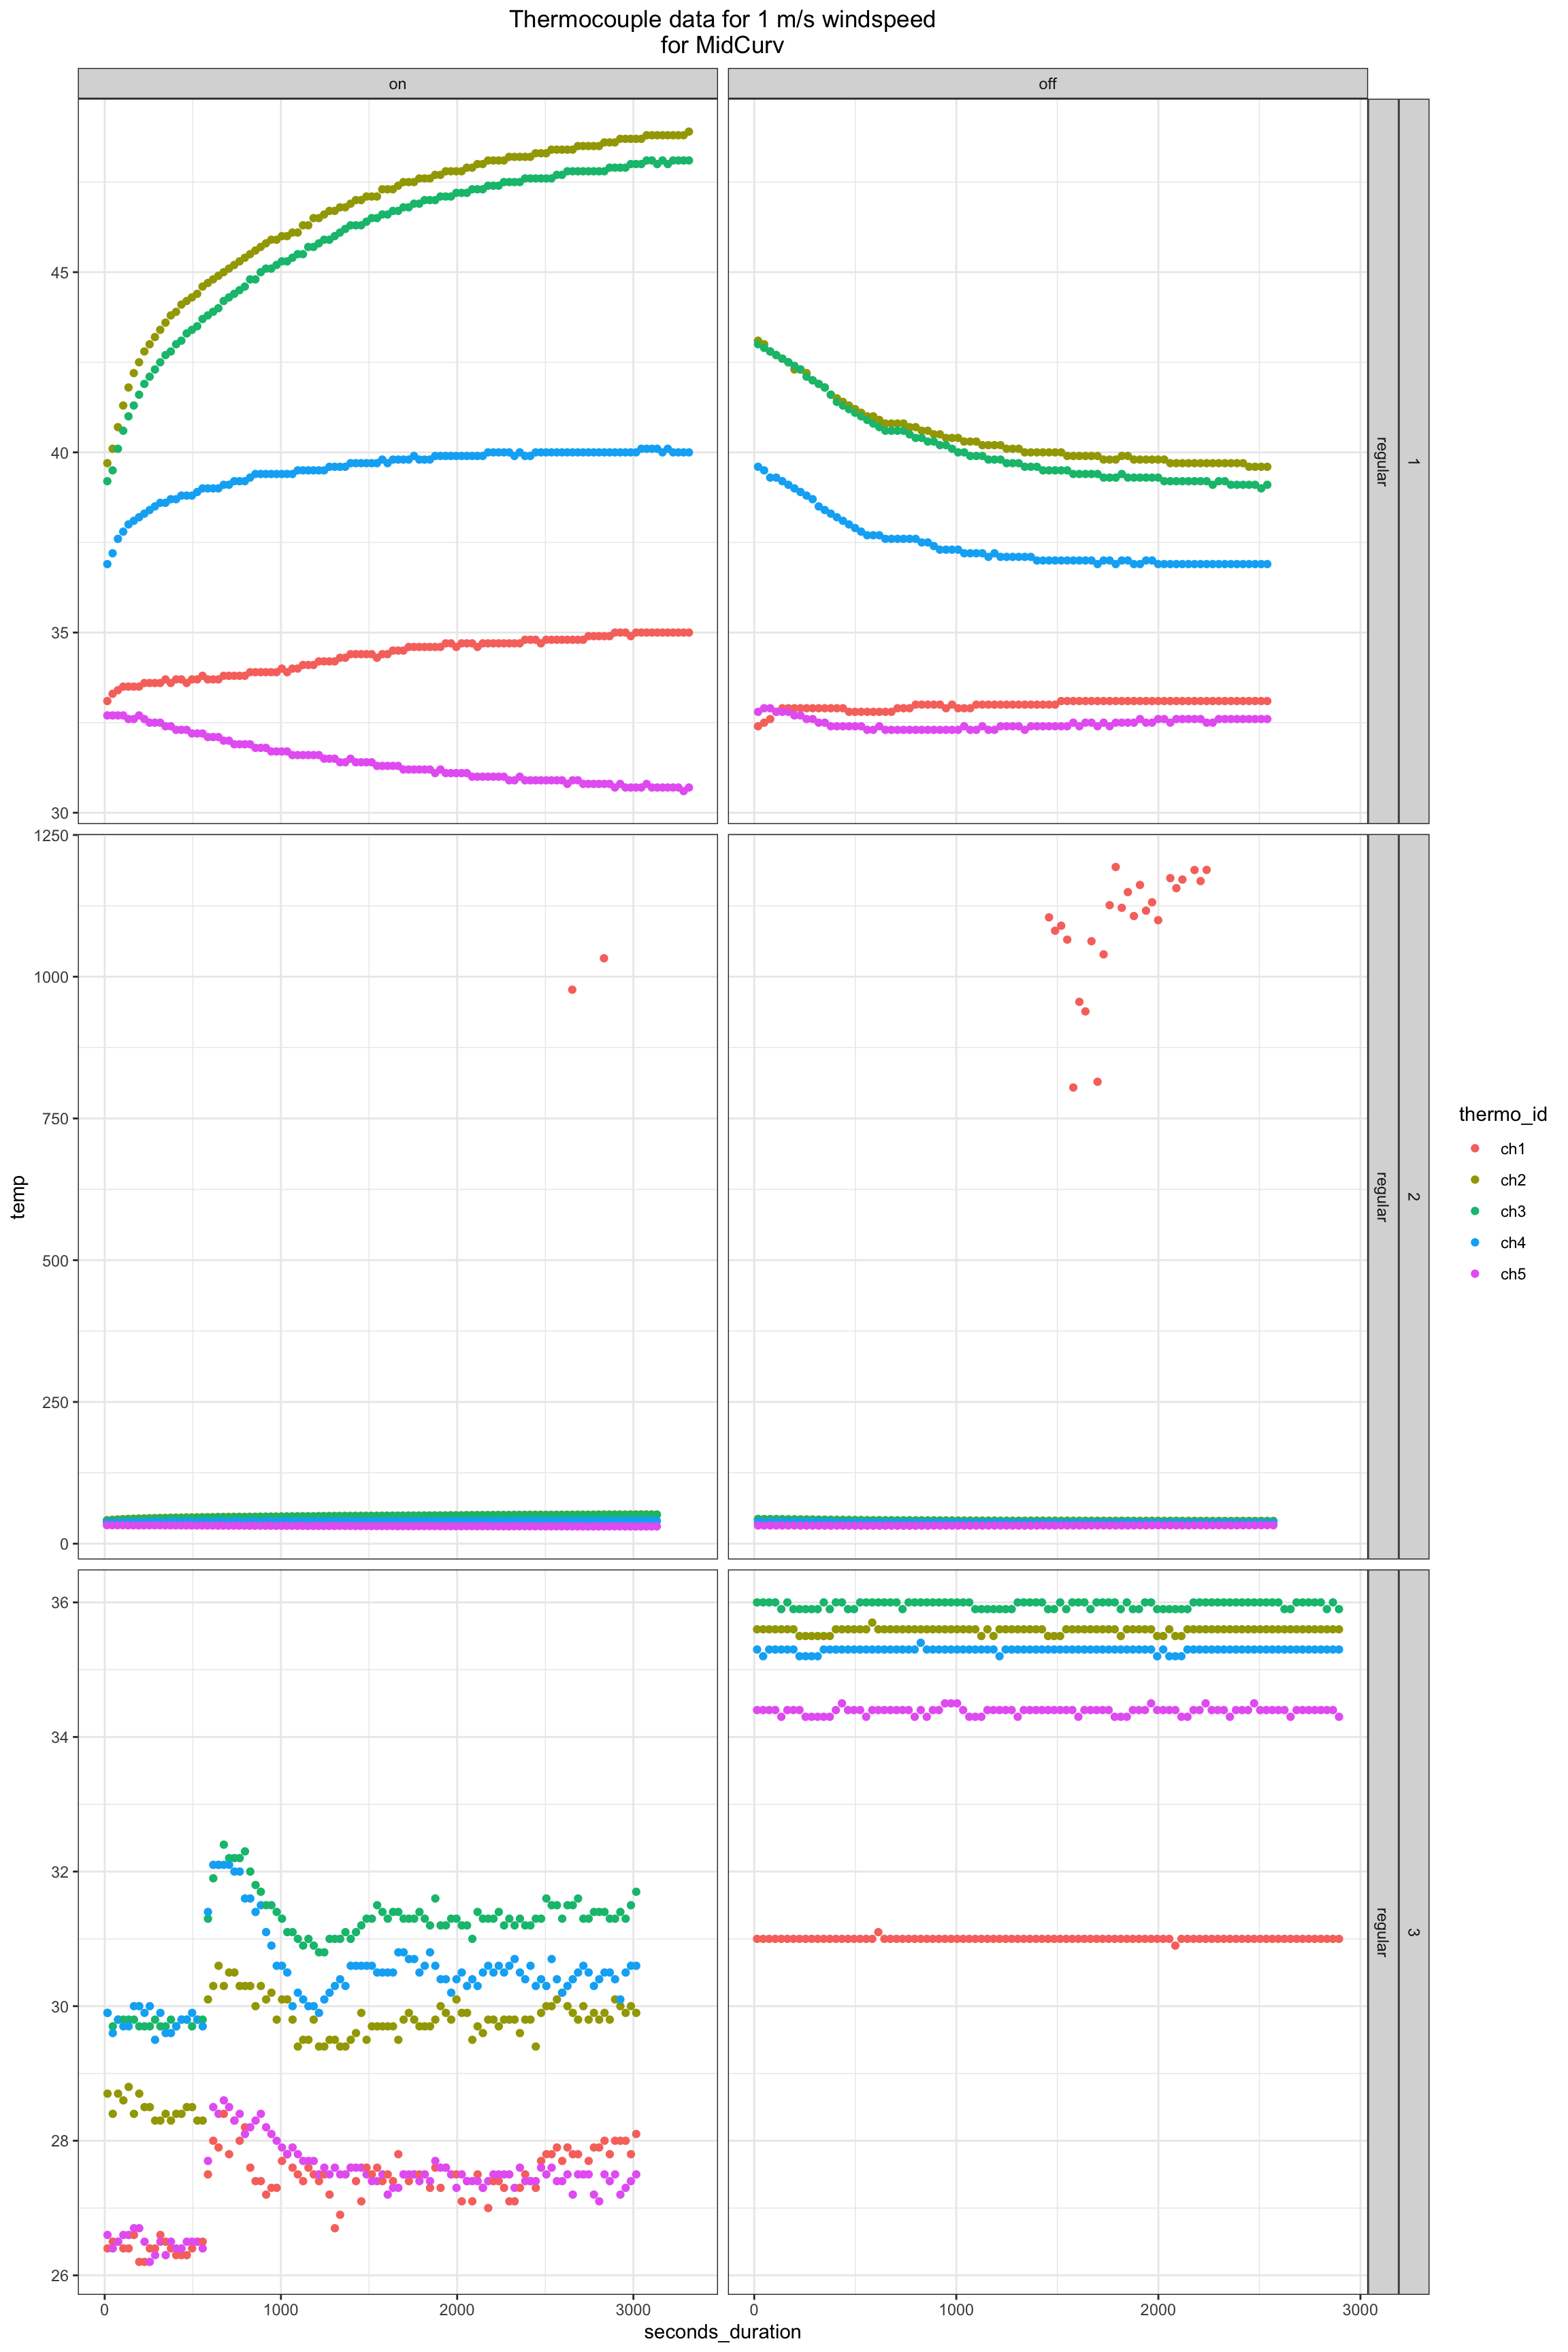 Thermocouple data for 1 m/s windspeed
for MidCurv
on
off
45
40
35
30
regular
1
1250
1000
750
500
250
0
regular
2
36
34
32
30
28
26
regular
3
0
1000
2000
3000
0
1000
2000
3000
seconds_duration
temp
thermo_id
ch1
ch2
ch3
ch4
ch5